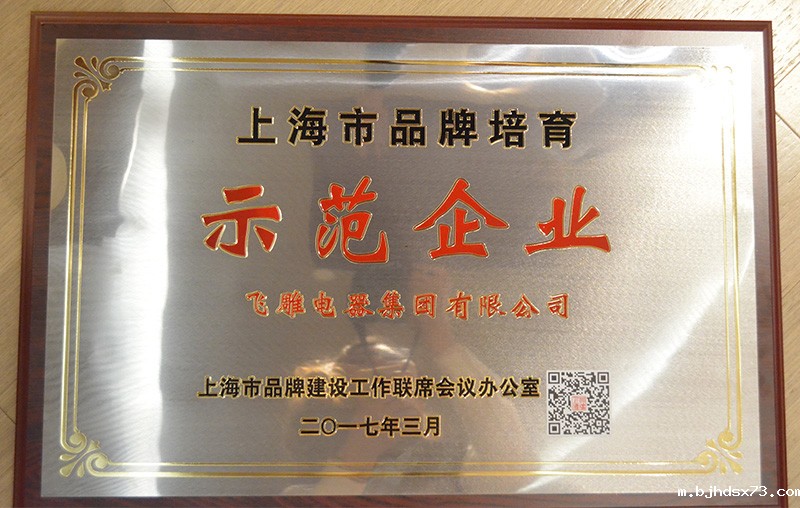 上海市品牌培育
示范企业
飞雕电器集团有限公司
上海市品牌建设工作联席会议办公室
二〇一七年三月
m.bjhdsx73.com